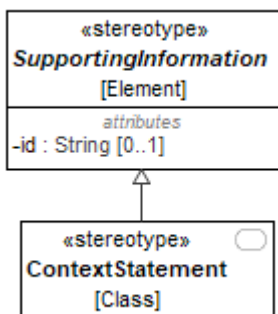 «stereotype»
SupportingInformation
[Element]
attributes
-id : String [0..1]
«stereotype»
ContextStatement
[Class]